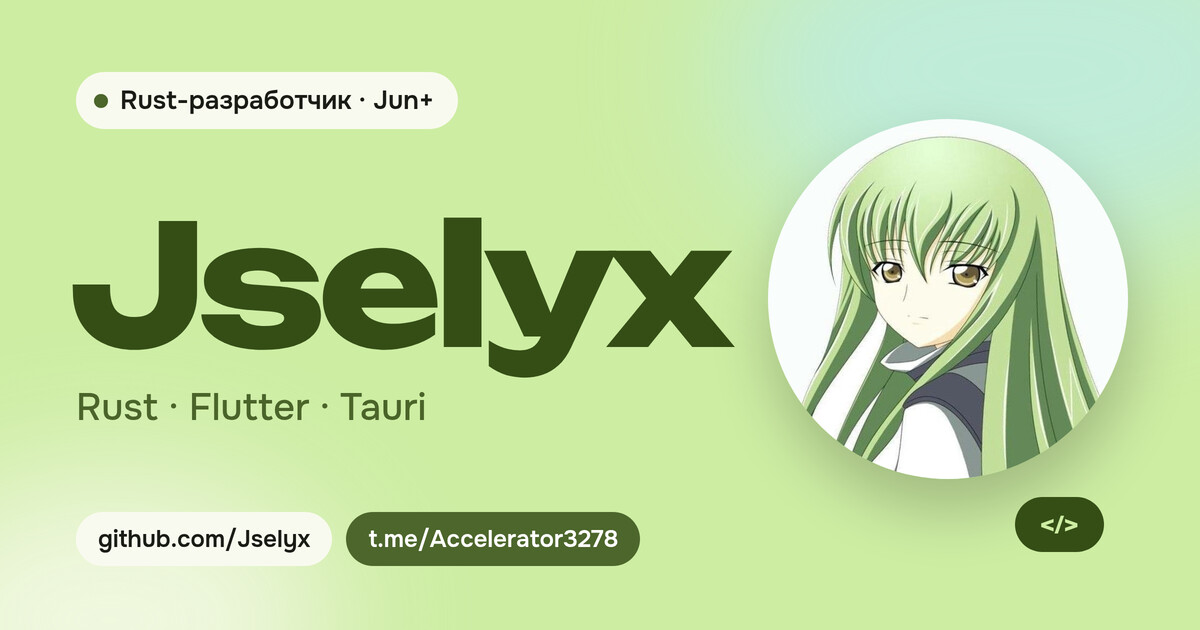 Rust-разработчик · Jun+
Jselyx
Rust · Flutter · Tauri
github.com/Jselyx
t.me/Accelerator3278
</>